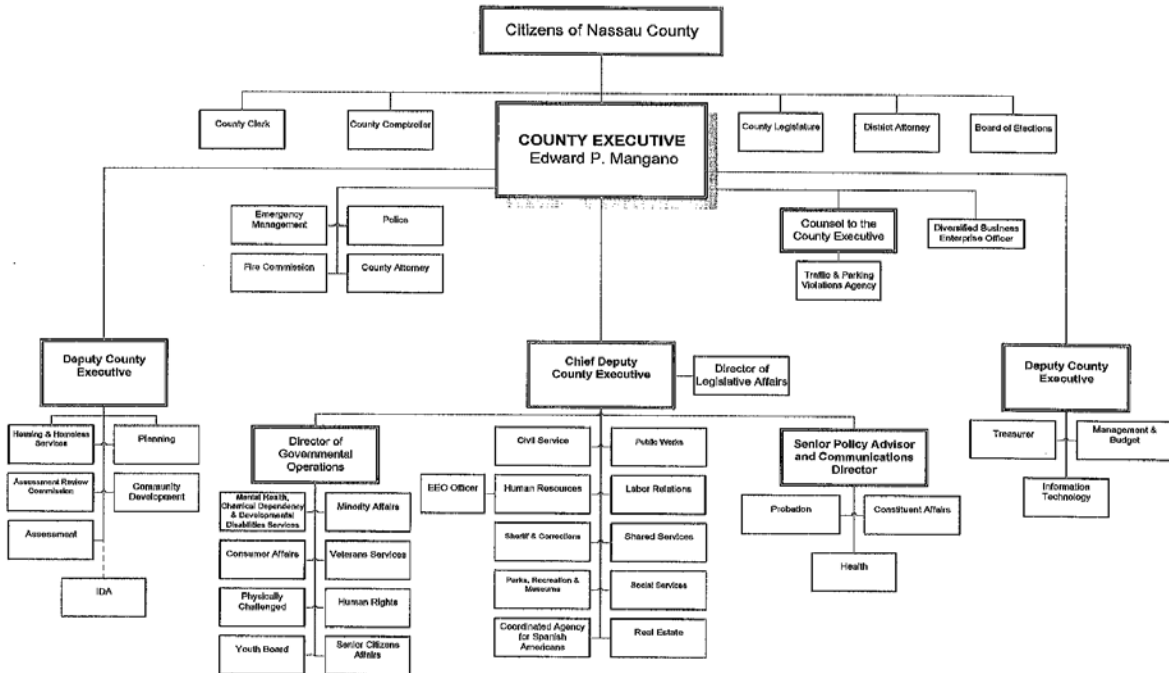 Citizens of Nassau County
County Clerk
County Comptroller
COUNTY EXECUTIVE
Edward P. Mangano
County Legislature
District Attorney
Board of Elections
Emergency
Management
Police
Fire Commission
County Attorney
Counsel to the
County Executive
Diversified Business
Enterprise Officer
Traffic & Parking
Violations Agency
Deputy County
Executive
Chief Deputy
County Executive
Director of
Legislative Affairs
Deputy County
Executive
Housing & Homeless
Services
Planning
Assessment Review
Commission
Community
Development
Assessment
IDA
Director of
Governmental
Operations
Mental Health,
Chemical Dependency
& Developmental
Disabilities Services
Minority Affairs
Consumer Affairs
Veterans Services
Physically
Challenged
Human Rights
Youth Board
Senior Citizens
Affairs
Civil Service
Public Works
EEO Officer
Human Resources
Labor Relations
Sheriff & Corrections
Shared Services
Parks, Recreation &
Museums
Social Services
Coordinated Agency
for Spanish
Americans
Real Estate
Senior Policy Advisor
and Communications
Director
Probation
Constituent Affairs
Health
Treasurer
Management &
Budget
Information
Technology